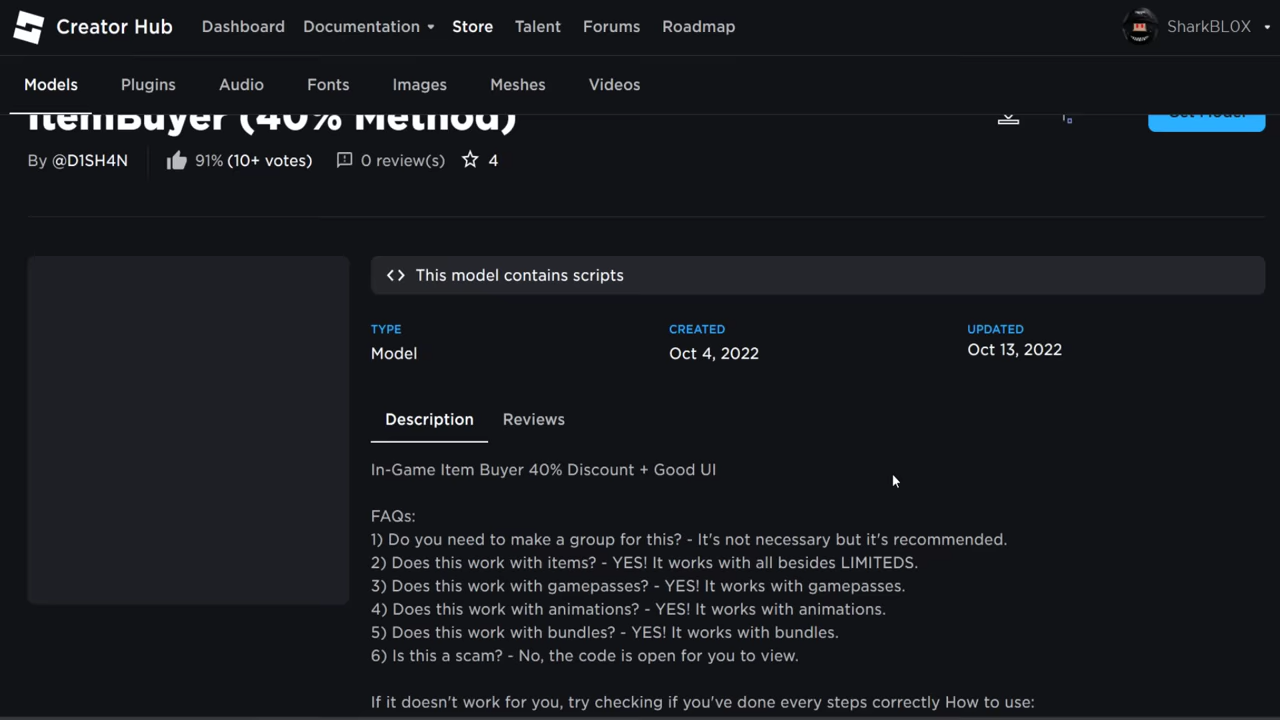 Creator Hub Dashboard Documentation Store Talent Forums Roadmap SharkBL0X
Models Plugins Audio Fonts Images Meshes Videos
ItemBuyer (40% Method) Get Model
By @D1SH4N 91% (10+ votes) 0 review(s) 4
This model contains scripts
TYPE CREATED UPDATED
Model Oct 4, 2022 Oct 13, 2022
Description Reviews
In-Game Item Buyer 40% Discount + Good UI
FAQs:
1) Do you need to make a group for this? - It's not necessary but it's recommended.
2) Does this work with items? - YES! It works with all besides LIMITEDS.
3) Does this work with gamepasses? - YES! It works with gamepasses.
4) Does this work with animations? - YES! It works with animations.
5) Does this work with bundles? - YES! It works with bundles.
6) Is this a scam? - No, the code is open for you to view.
If it doesn't work for you, try checking if you've done every steps correctly How to use: